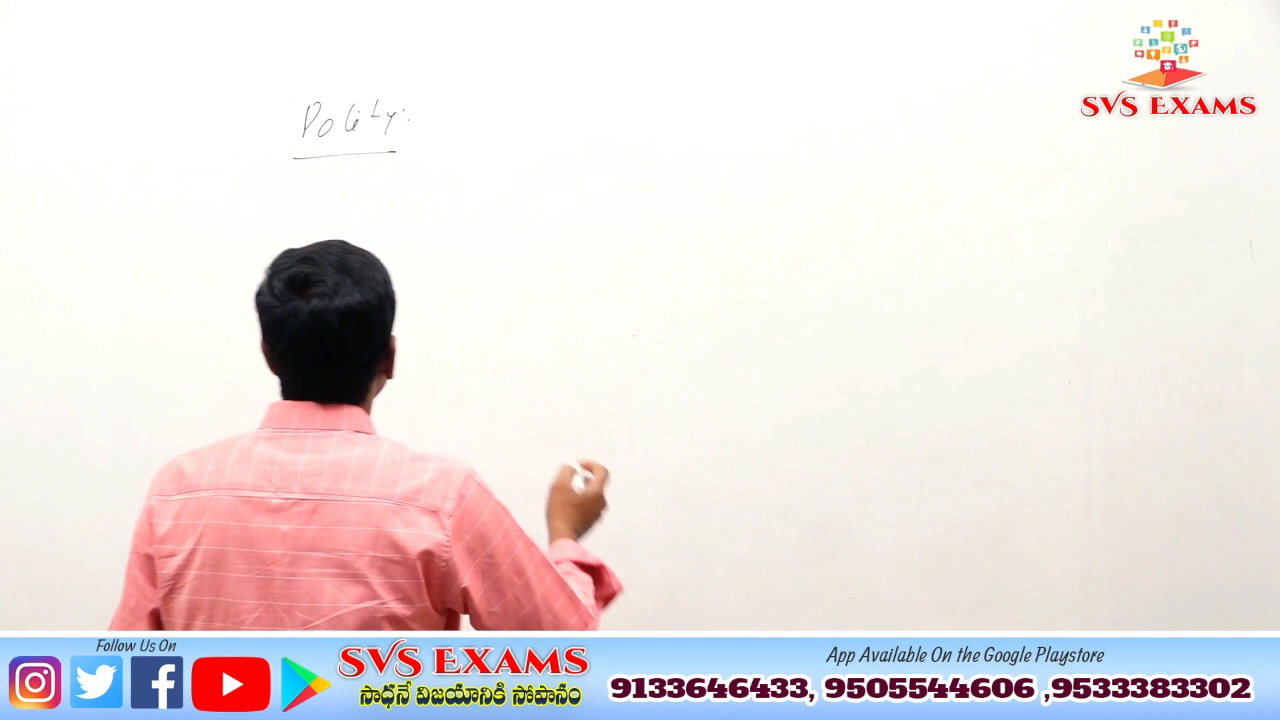 Polity:
SVS EXAMS
Follow Us On
SVS EXAMS
సాధనే విజయానికి సోపానం
App Available On the Google Playstore
9133646433, 9505544606 ,9533383302